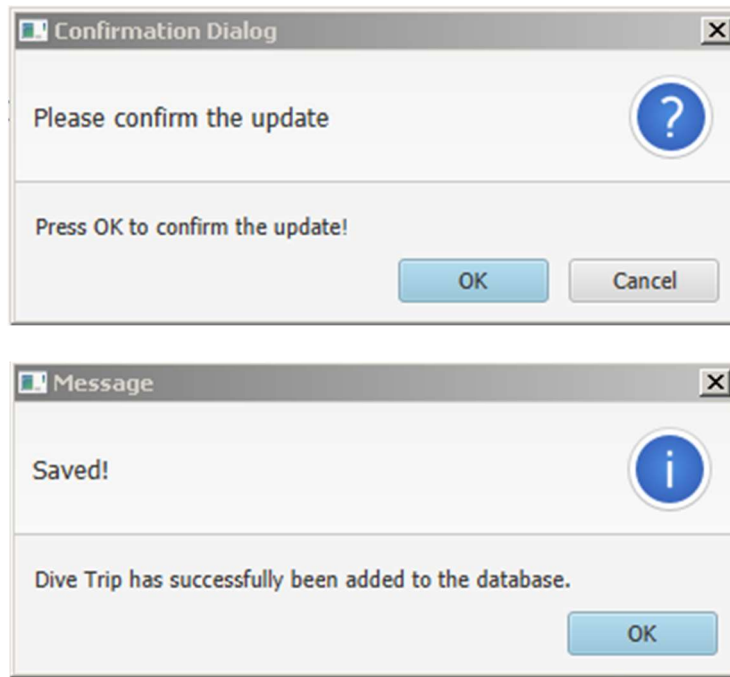 Confirmation Dialog
Please confirm the update
?
Press OK to confirm the update!
OK Cancel
Message
Saved!
i
Dive Trip has successfully been added to the database.
OK